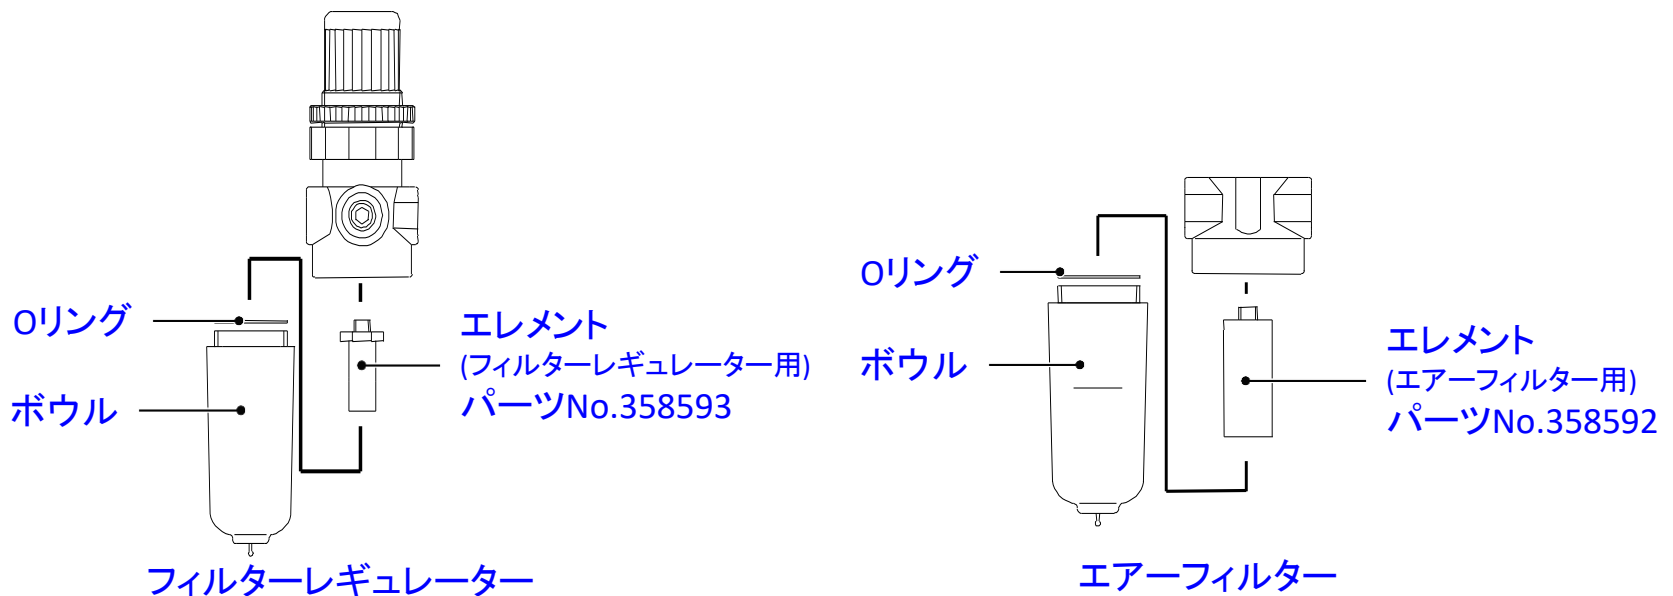 Oリング
ボウル
エレメント
(フィルターレギュレーター用)
パーツNo.358593
フィルターレギュレーター
Oリング
ボウル
エレメント
(エアーフィルター用)
パーツNo.358592
エアーフィルター